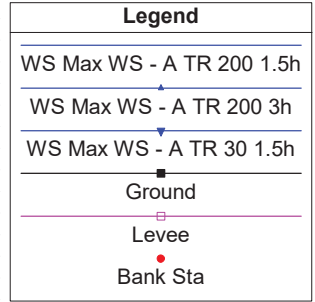 Legend
WS Max WS - A TR 200 1.5h
WS Max WS - A TR 200 3h
WS Max WS - A TR 30 1.5h
Ground
Levee
Bank Sta